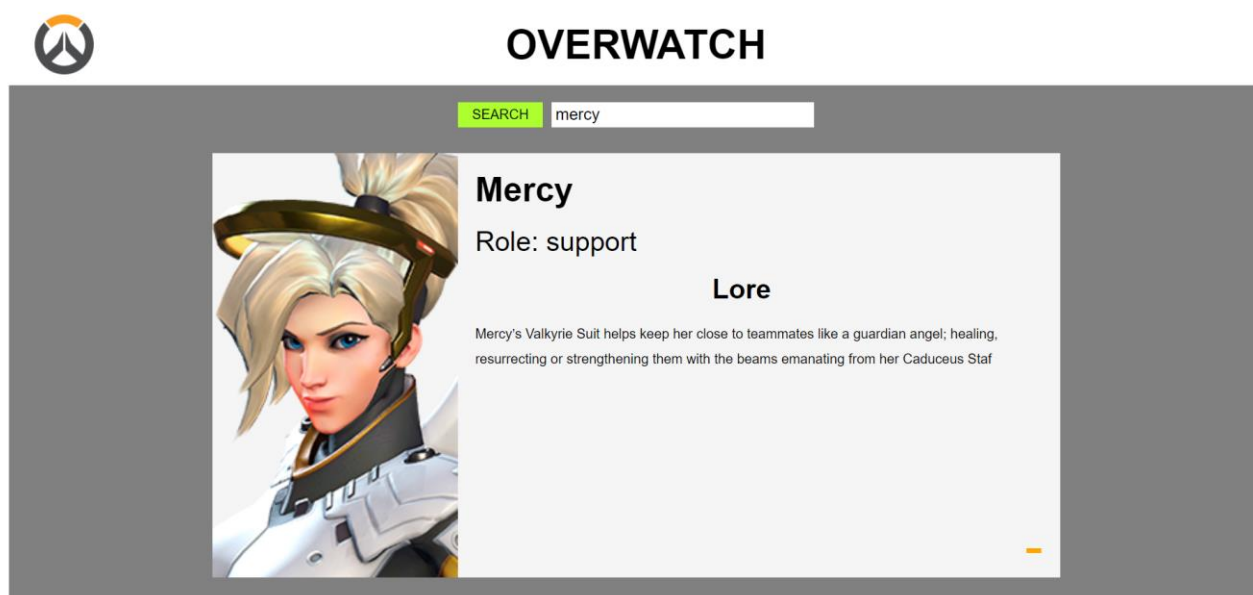 OVERWATCH
SEARCH mercy
Mercy
Role: support
Lore
Mercy's Valkyrie Suit helps keep her close to teammates like a guardian angel; healing,
resurrecting or strengthening them with the beams emanating from her Caduceus Staf